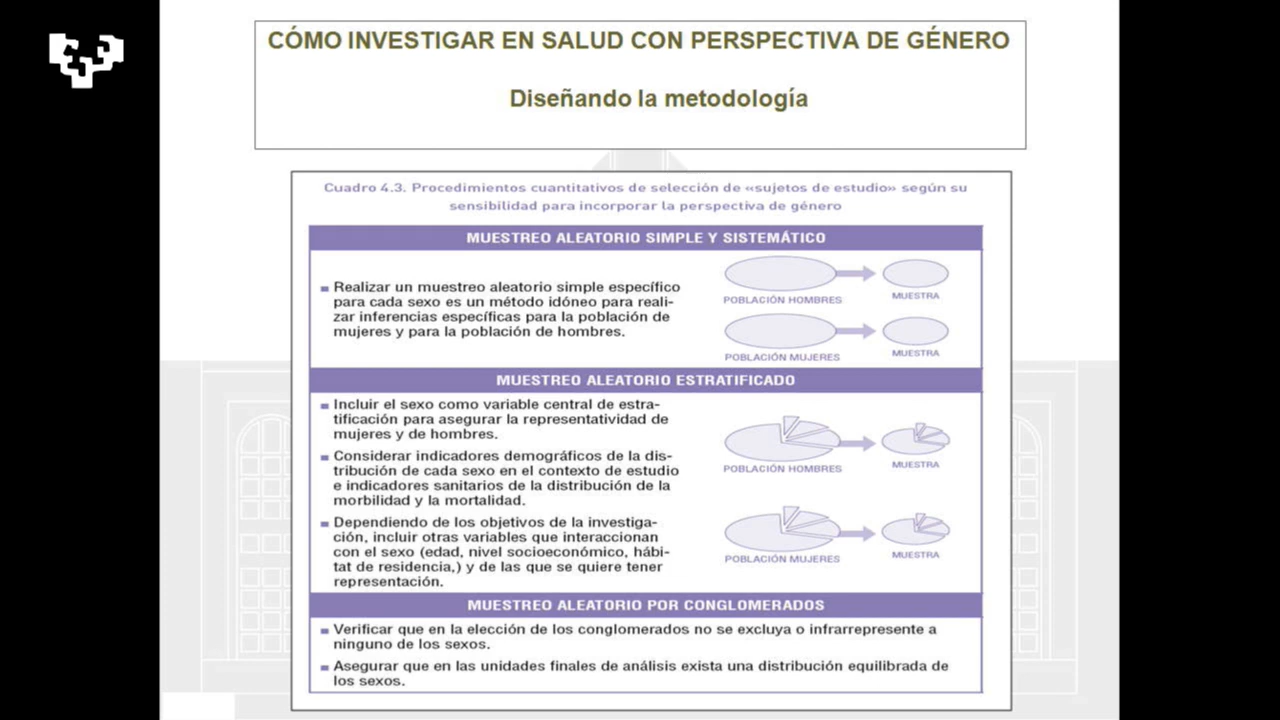 CÓMO INVESTIGAR EN SALUD CON PERSPECTIVA DE GÉNERO
Diseñando la metodología
Cuadro 4.3. Procedimientos cuantitativos de selección de «sujetos de estudio» según su
sensibilidad para incorporar la perspectiva de género
MUESTREO ALEATORIO SIMPLE Y SISTEMÁTICO
Realizar un muestreo aleatorio simple específico
para cada sexo es un método idóneo para reali-
zar inferencias específicas para la población de
mujeres y para la población de hombres.
POBLACIÓN HOMBRES
MUESTRA
POBLACIÓN MUJERES
MUESTRA
MUESTREO ALEATORIO ESTRATIFICADO
Incluir el sexo como variable central de estra-
tificación para asegurar la representatividad de
mujeres y de hombres.
Considerar indicadores demográficos de la dis-
tribución de cada sexo en el contexto de estudio
e indicadores sanitarios de la distribución de la
morbilidad y la mortalidad.
Dependiendo de los objetivos de la investiga-
ción, incluir otras variables que interaccionan
con el sexo (edad, nivel socioeconómico, hábi-
tat de residencia,) y de las que se quiere tener
representación.
POBLACIÓN HOMBRES
MUESTRA
POBLACIÓN MUJERES
MUESTRA
MUESTREO ALEATORIO POR CONGLOMERADOS
Verificar que en la elección de los conglomerados no se excluya o infrarrepresente a
ninguno de los sexos.
Asegurar que en las unidades finales de análisis exista una distribución equilibrada de
los sexos.